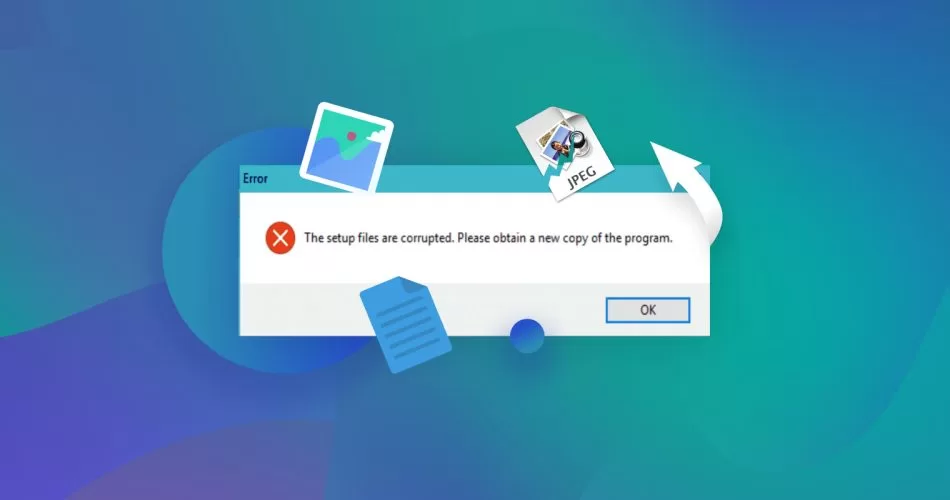 JPEG
Error
The setup files are corrupted. Please obtain a new copy of the program.
OK